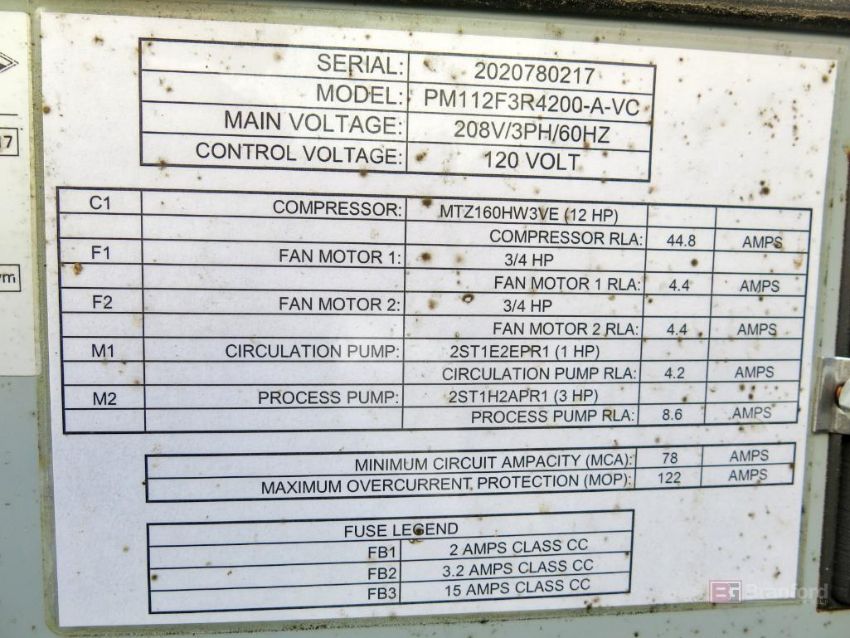 SERIAL: 2020780217
MODEL: PM112F3R4200-A-VC
MAIN VOLTAGE: 208V/3PH/60HZ
CONTROL VOLTAGE: 120 VOLT
C1 COMPRESSOR: MTZ160HW3VE (12 HP)
COMPRESSOR RLA: 44.8 AMPS
F1 FAN MOTOR 1: 3/4 HP
FAN MOTOR 1 RLA: 4.4 AMPS
F2 FAN MOTOR 2: 3/4 HP
FAN MOTOR 2 RLA: 4.4 AMPS
M1 CIRCULATION PUMP: 2ST1E2EPR1 (1 HP)
CIRCULATION PUMP RLA: 4.2 AMPS
M2 PROCESS PUMP: 2ST1H2APR1 (3 HP)
PROCESS PUMP RLA: 8.6 AMPS
MINIMUM CIRCUIT AMPACITY (MCA): 78 AMPS
MAXIMUM OVERCURRENT PROTECTION (MOP): 122 AMPS
FUSE LEGEND
FB1 2 AMPS CLASS CC
FB2 3.2 AMPS CLASS CC
FB3 15 AMPS CLASS CC
Branford